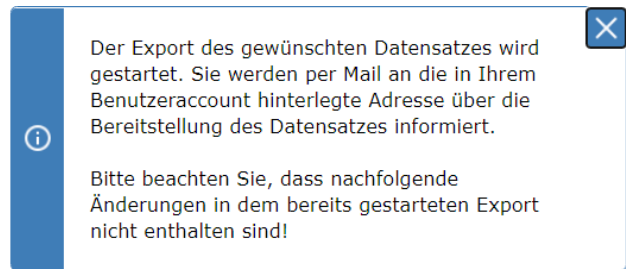 Der Export des gewünschten Datensatzes wird
gestartet. Sie werden per Mail an die in Ihrem
Benutzeraccount hinterlegte Adresse über die
Bereitstellung des Datensatzes informiert.
Bitte beachten Sie, dass nachfolgende
Änderungen in dem bereits gestarteten Export
nicht enthalten sind!